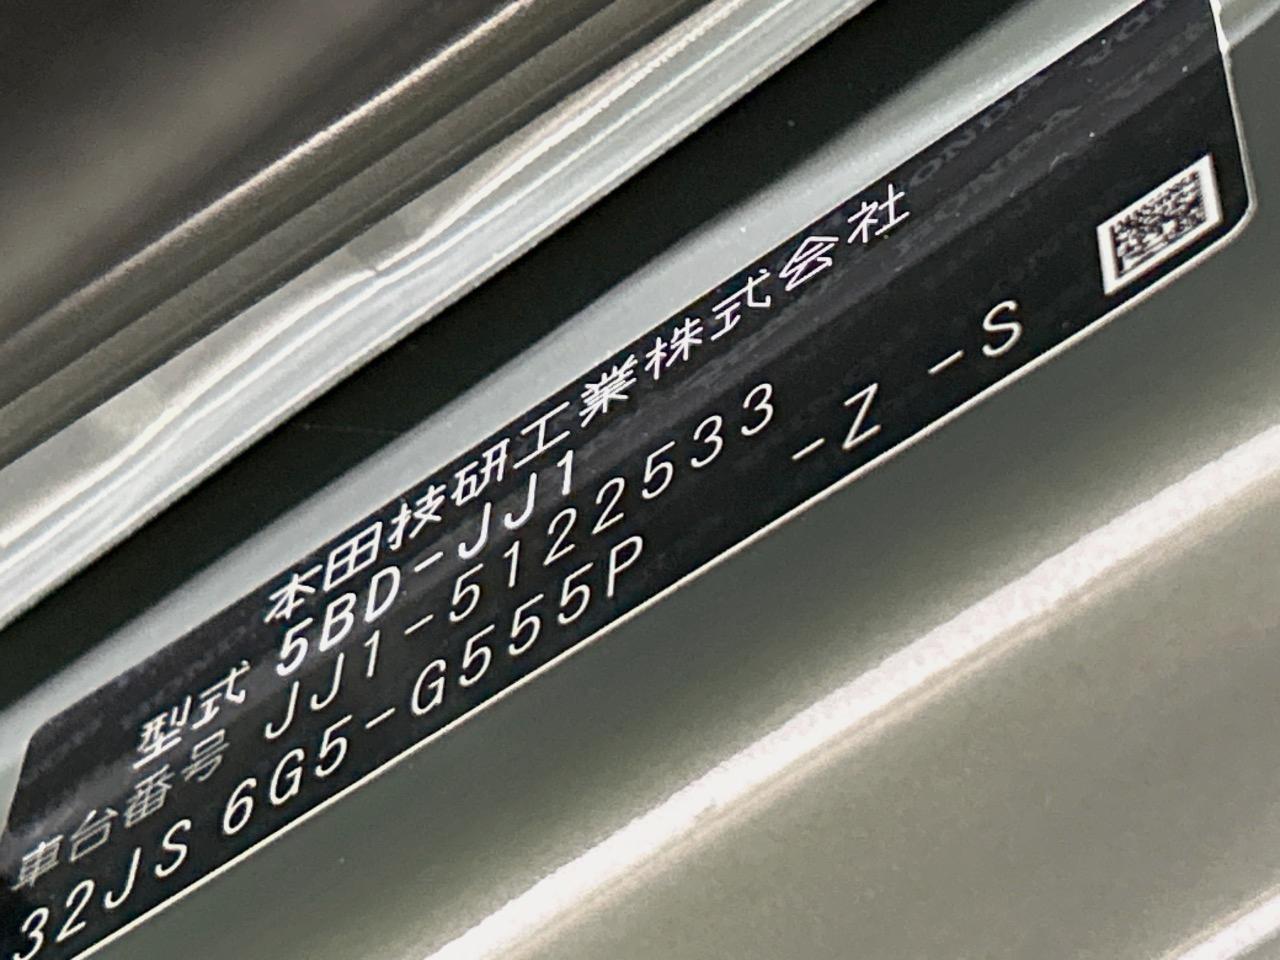 本田技研工業株式会社
型式 5BD-JJ1
車台番号 JJ1-5122533
32JS 6G5-G555P -Z -S